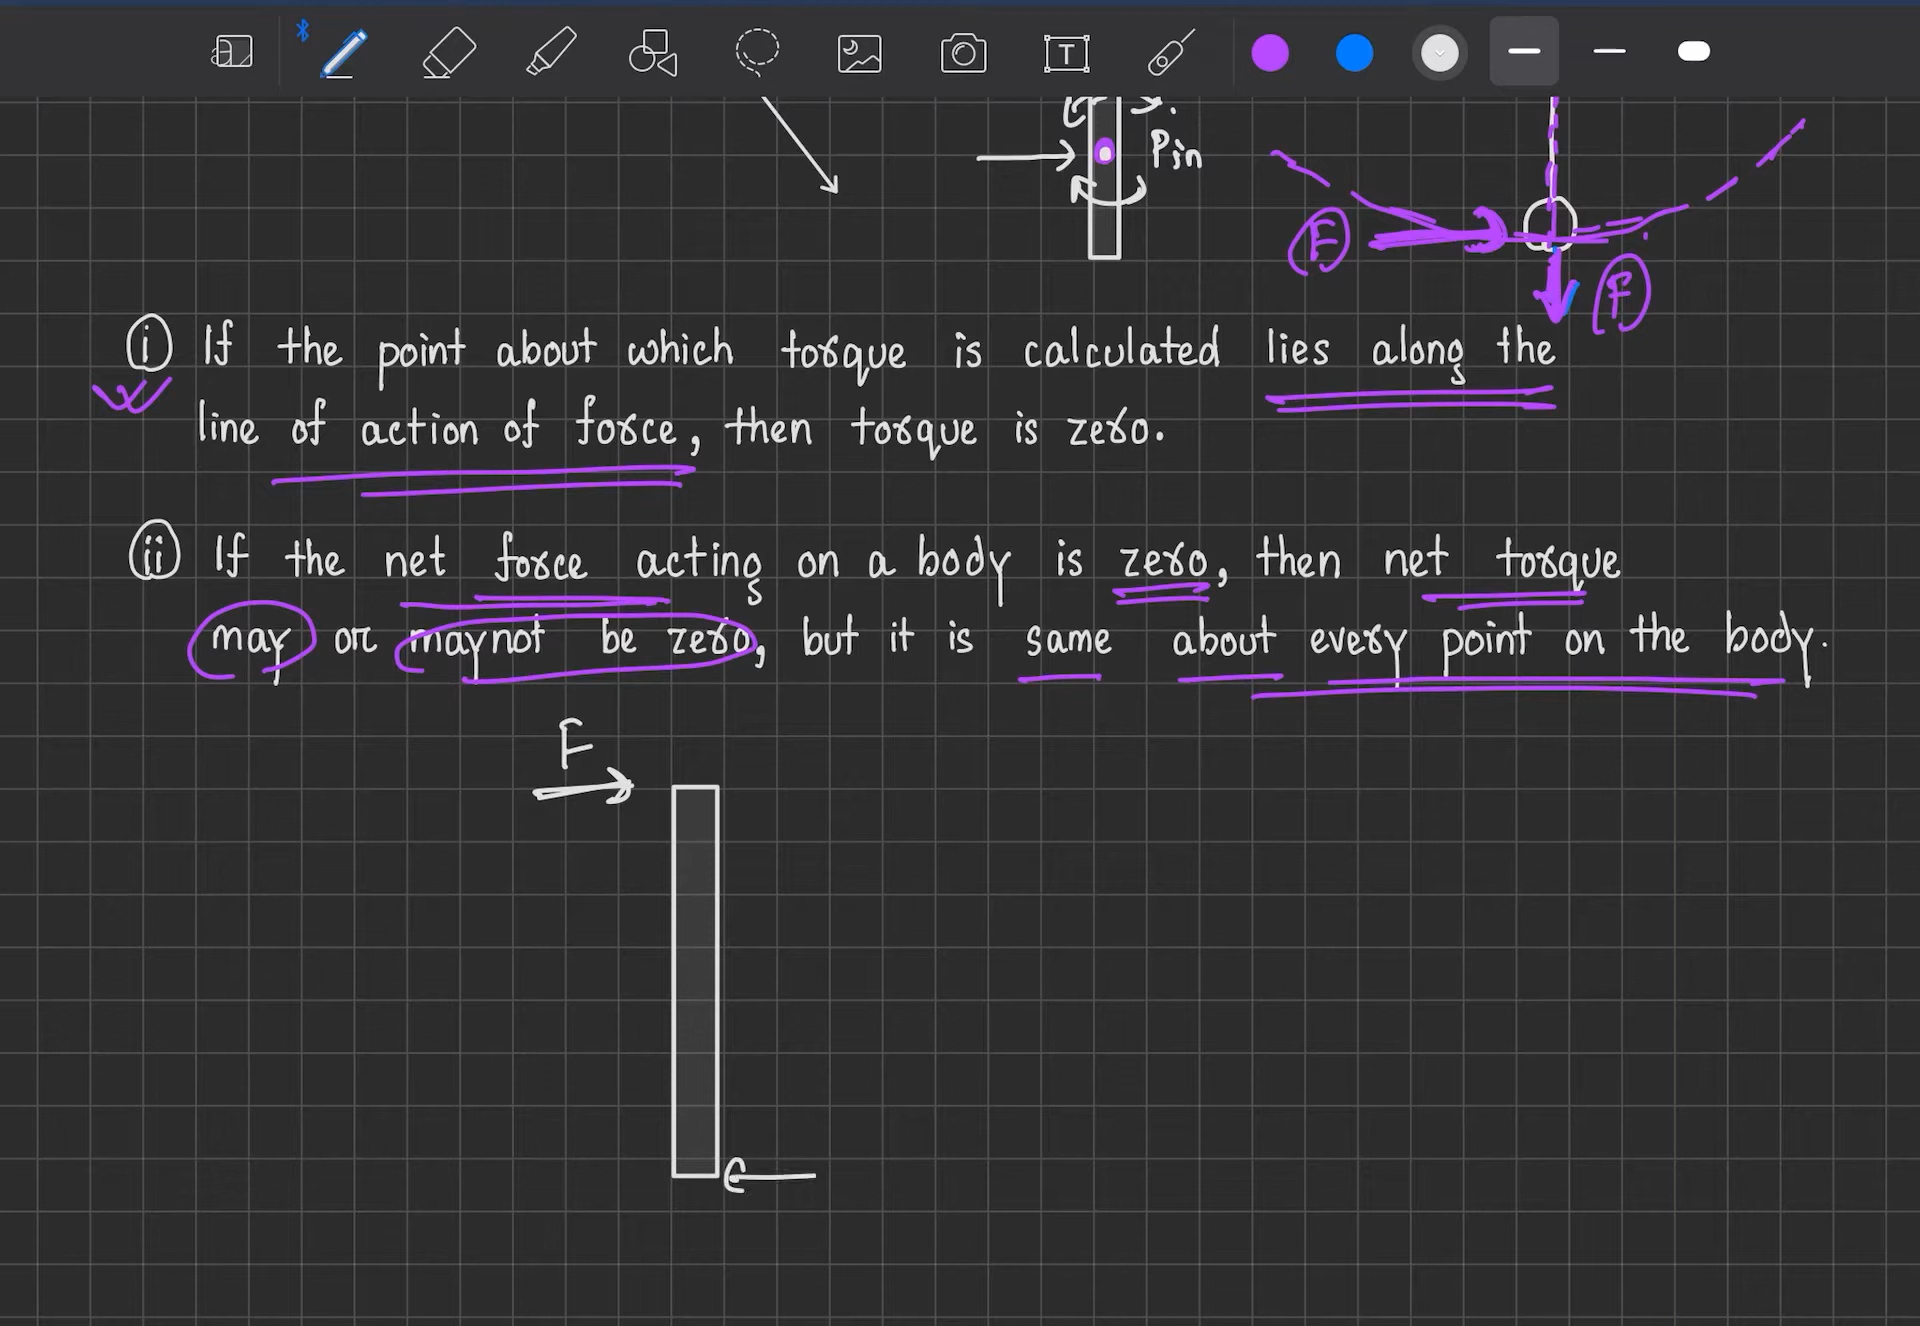 T
Pin
F
F
(i) If the point about which torque is calculated lies along the
line of action of force, then torque is zero.
(ii) If the net force acting on a body is zero, then net torque
may or maynot be zero, but it is same about every point on the body.
F